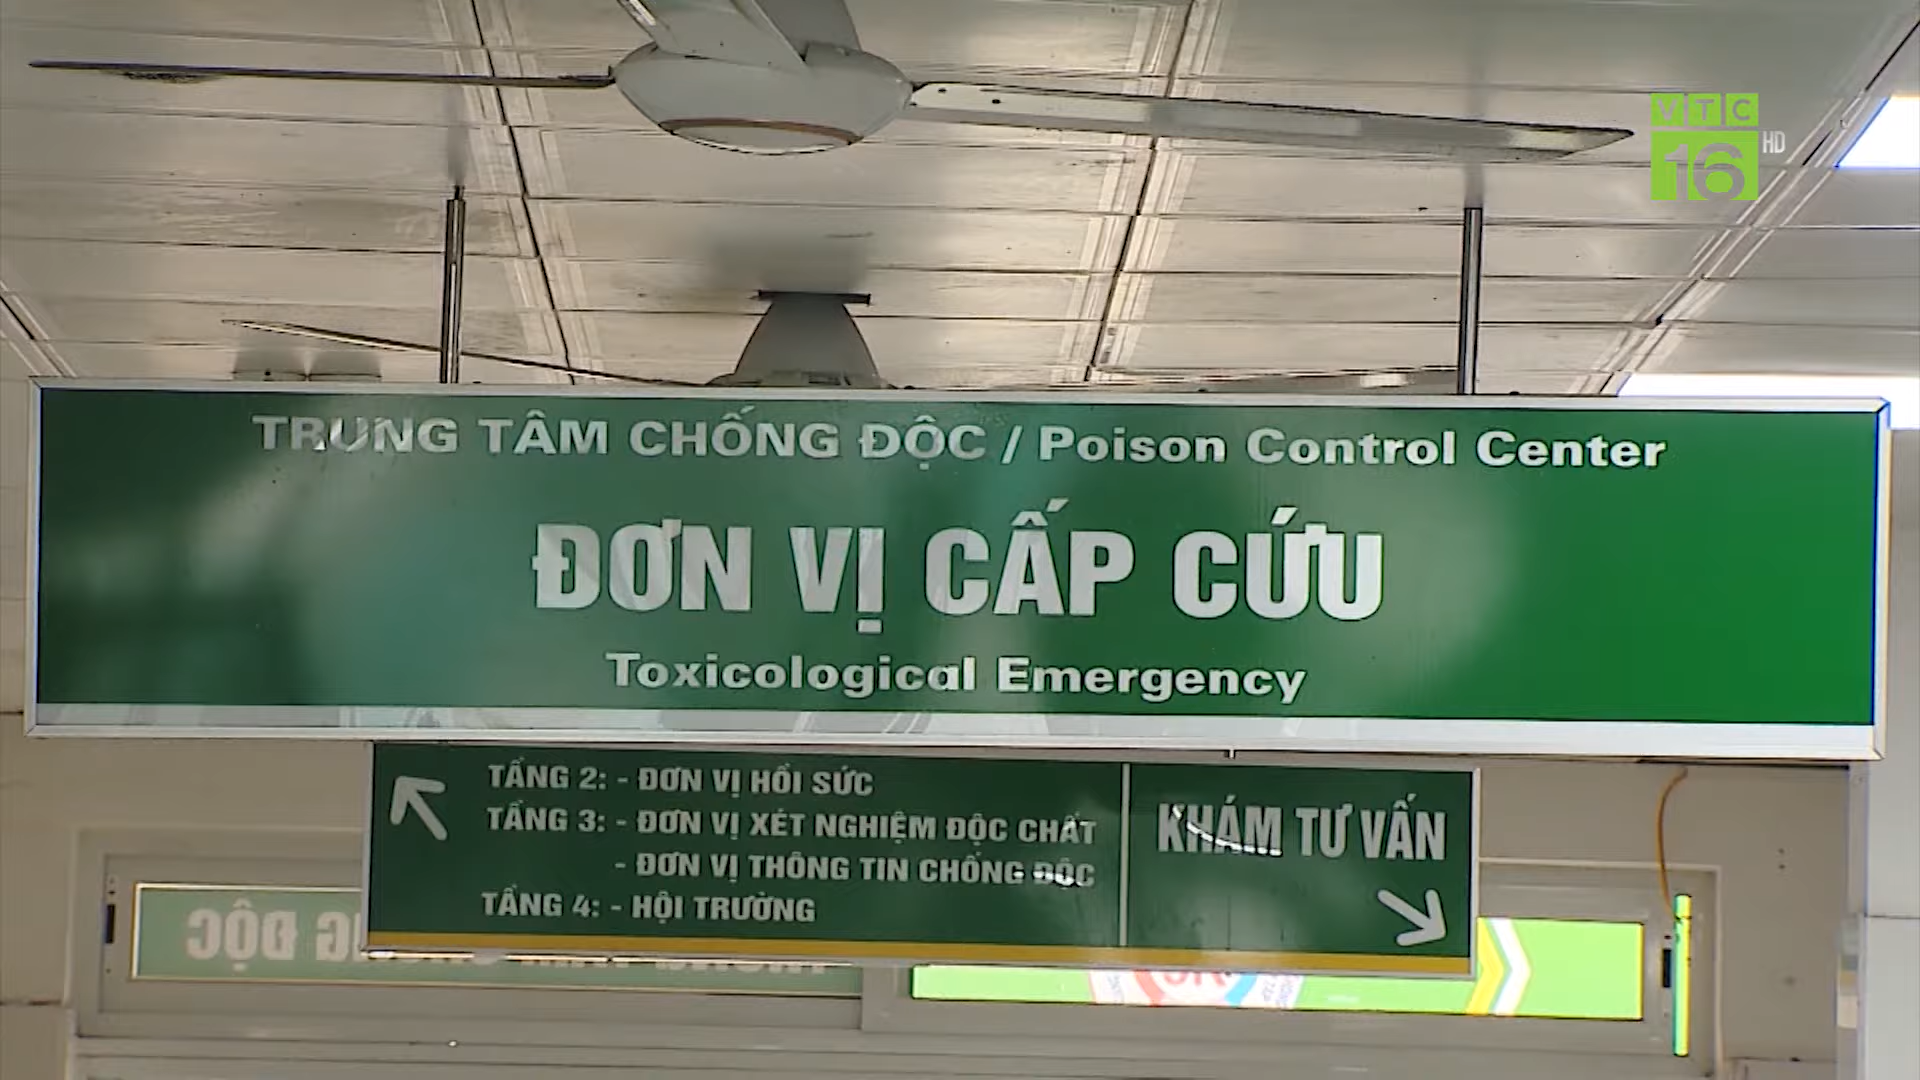 VTC
16 HD
TRUNG TÂM CHỐNG ĐỘC / Poison Control Center
ĐƠN VỊ CẤP CỨU
Toxicological Emergency
TẦNG 2: - ĐƠN VỊ HỒI SỨC
TẦNG 3: - ĐƠN VỊ XÉT NGHIỆM ĐỘC CHẤT
- ĐƠN VỊ THÔNG TIN CHỐNG ĐỘC
TẦNG 4: - HỘI TRƯỜNG
KHÁM TƯ VẤN